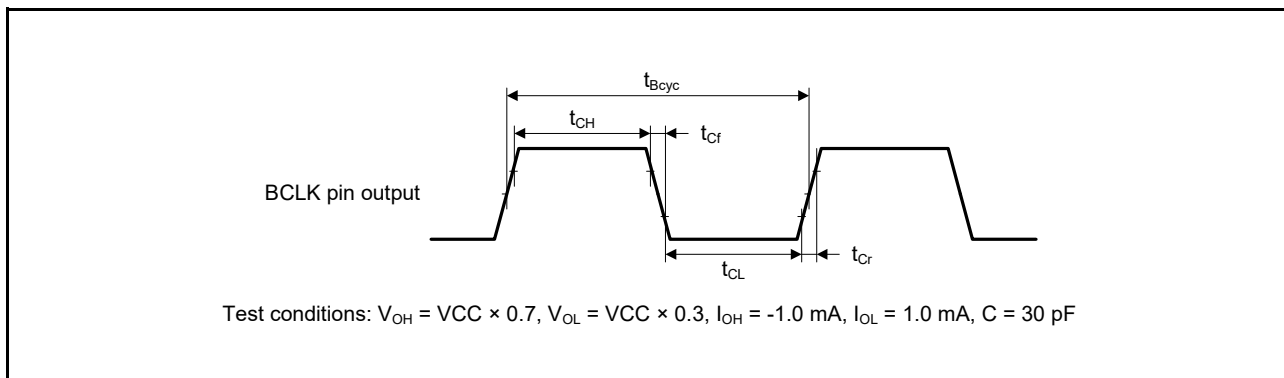 tBcyc
tCH
tCf
BCLK pin output
tCL
tCr
Test conditions: VOH = VCC × 0.7, VOL = VCC × 0.3, IOH = -1.0 mA, IOL = 1.0 mA, C = 30 pF